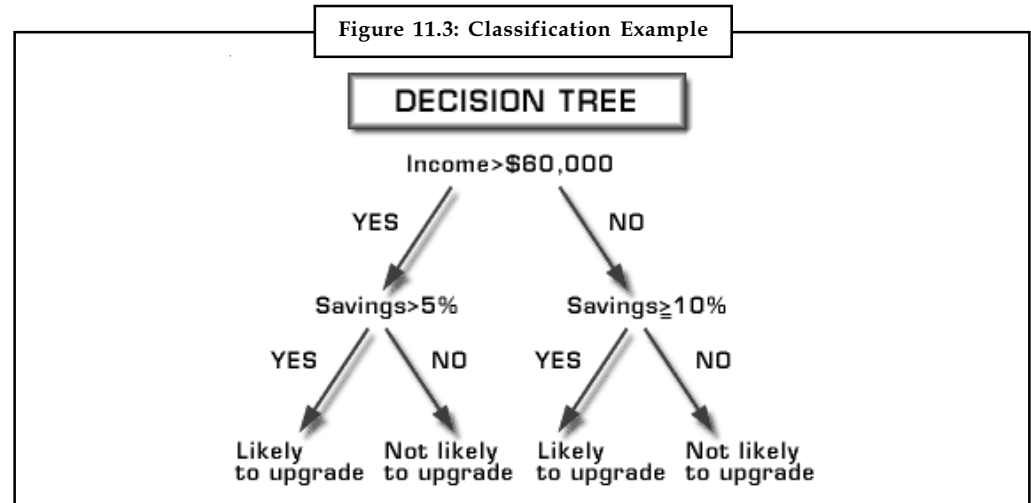 Figure 11.3: Classification Example
DECISION TREE
Income>$60,000
YES
NO
Savings>5%
Savings≧10%
YES
NO
YES
NO
Likely
to upgrade
Not likely
to upgrade
Likely
to upgrade
Not likely
to upgrade